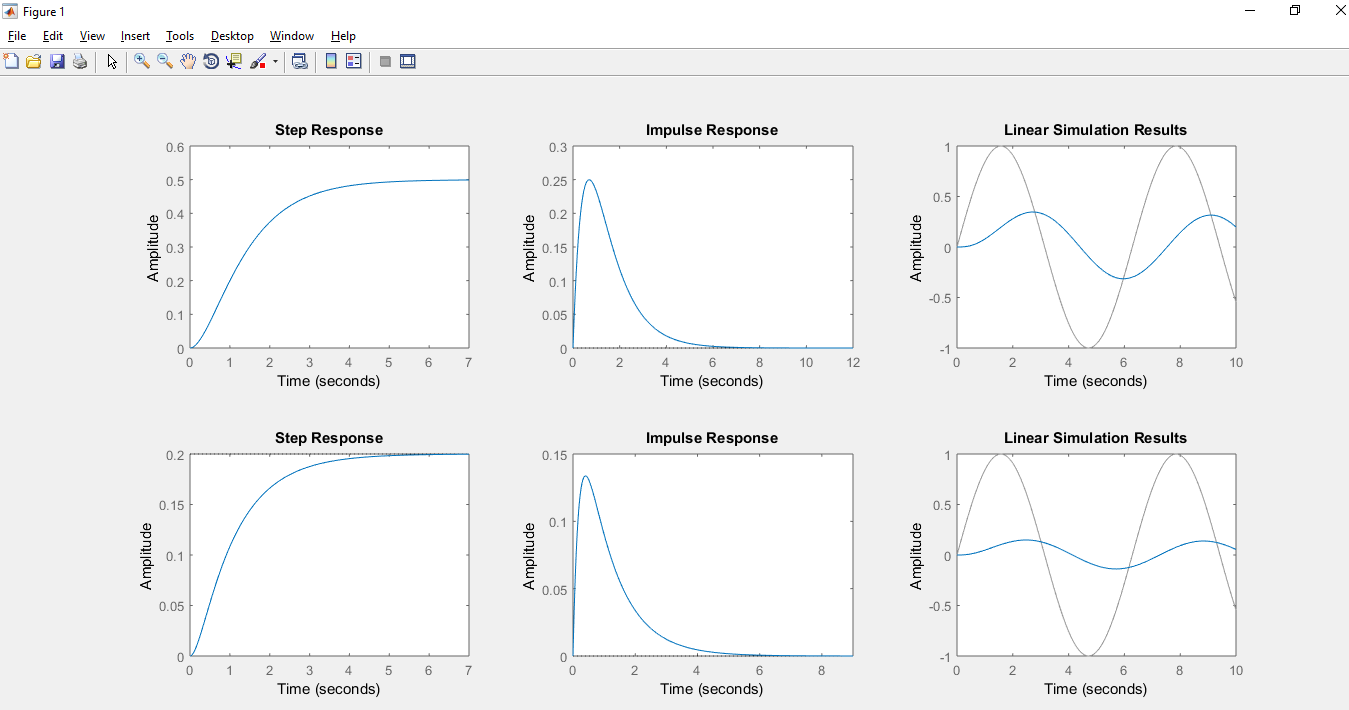 Figure 1
File Edit View Insert Tools Desktop Window Help
Step Response
Amplitude
0.6
0.5
0.4
0.3
0.2
0.1
0
0 1 2 3 4 5 6 7
Time (seconds)
Impulse Response
Amplitude
0.3
0.25
0.2
0.15
0.1
0.05
0
0 2 4 6 8 10 12
Time (seconds)
Linear Simulation Results
Amplitude
1
0.5
0
-0.5
-1
0 2 4 6 8 10
Time (seconds)
Step Response
Amplitude
0.2
0.15
0.1
0.05
0
0 1 2 3 4 5 6 7
Time (seconds)
Impulse Response
Amplitude
0.15
0.1
0.05
0
0 2 4 6 8
Time (seconds)
Linear Simulation Results
Amplitude
1
0.5
0
-0.5
-1
0 2 4 6 8 10
Time (seconds)